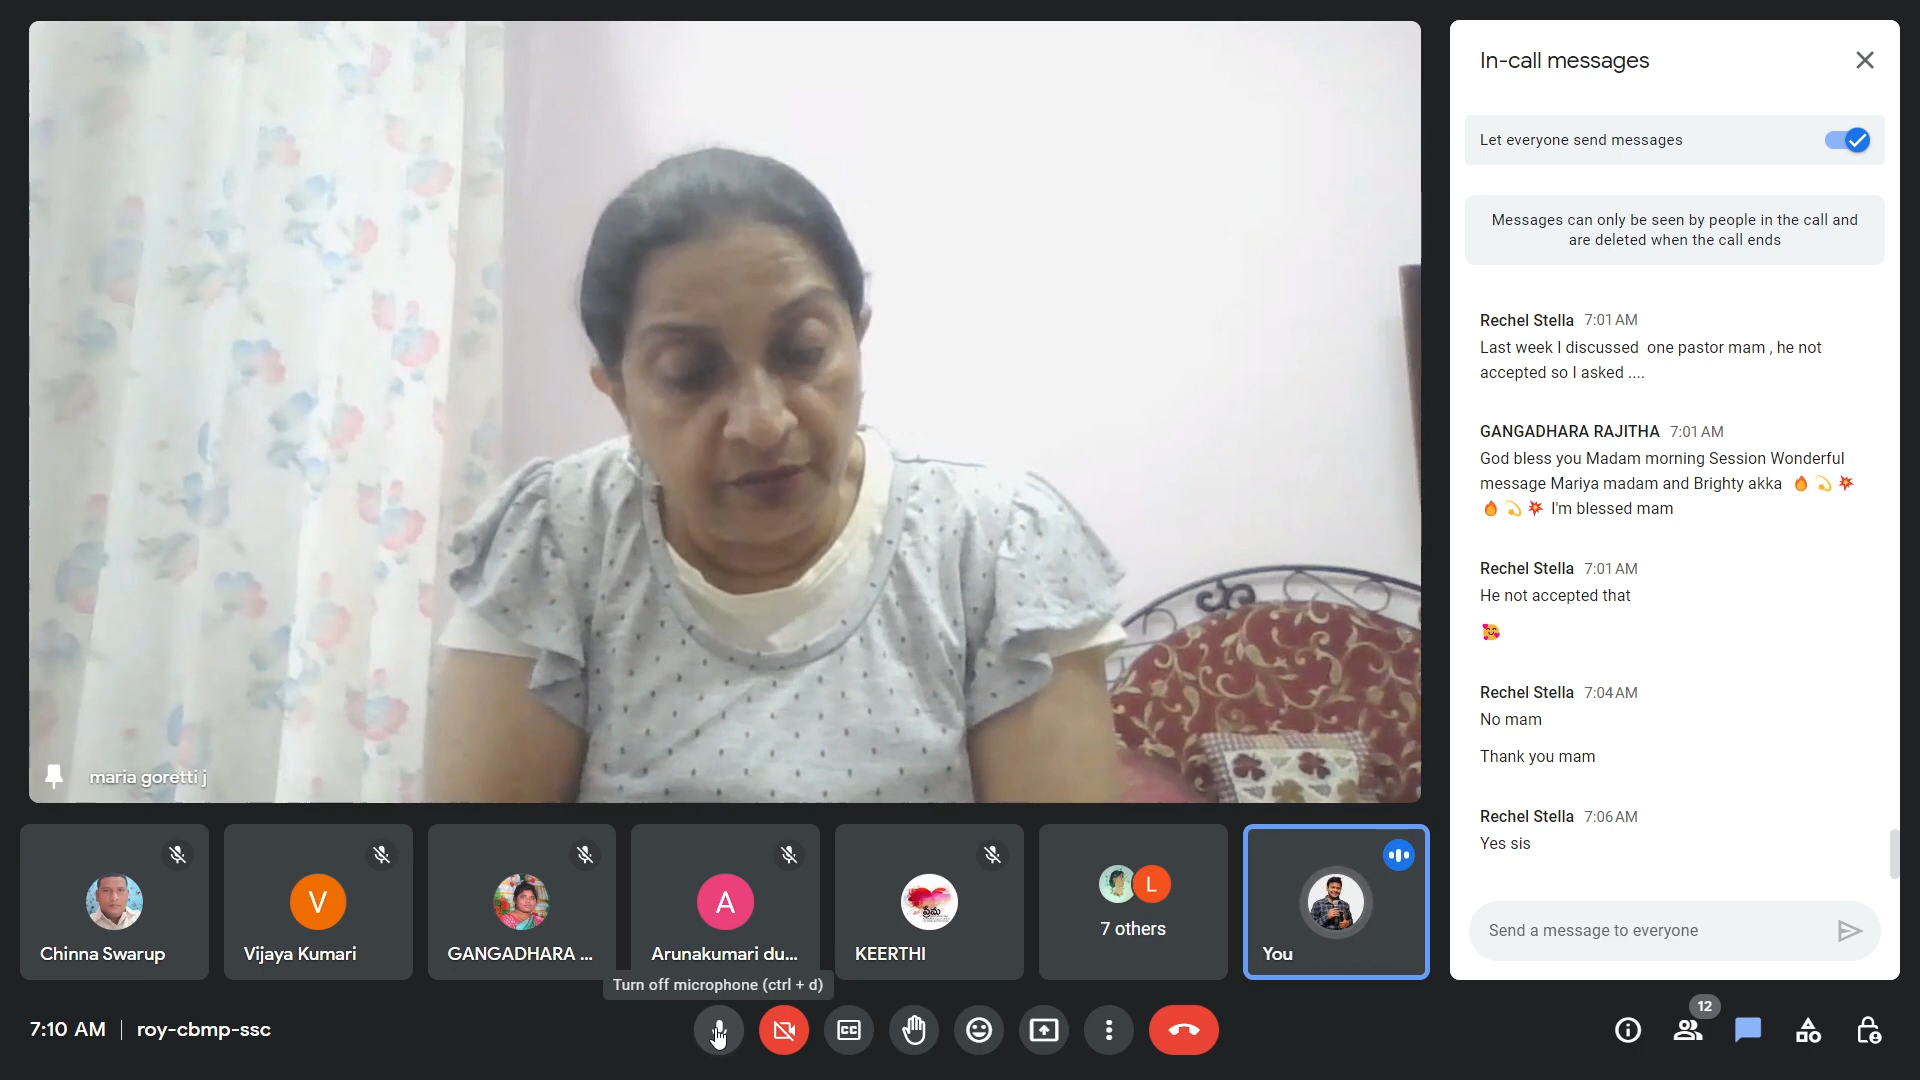 In-call messages
Let everyone send messages
Messages can only be seen by people in the call and
are deleted when the call ends
Rechel Stella 7:01 AM
Last week I discussed  one pastor mam , he not
accepted so I asked ....
GANGADHARA RAJITHA 7:01 AM
God bless you Madam morning Session Wonderful
message Mariya madam and Brighty akka 🔥 💫 💥
🔥 💫 💥 I'm blessed mam
Rechel Stella 7:01 AM
He not accepted that
🥰
Rechel Stella 7:04 AM
No mam
Thank you mam
Rechel Stella 7:06 AM
Yes sis
Send a message to everyone
maria goretti j
Chinna Swarup
V
Vijaya Kumari
GANGADHARA ...
A
Arunakumari du...
ప్రేమ
KEERTHI
L
7 others
You
Turn off microphone (ctrl + d)
7:10 AM | roy-cbmp-ssc
CC
12